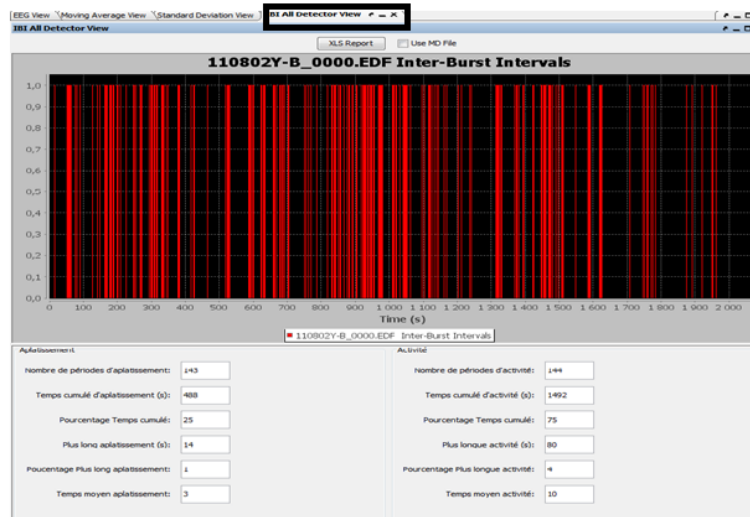 EEG View Moving Average View Standard Deviation View IBI All Detector View
IBI All Detector View
XLS Report Use MD File
110802Y-B_0000.EDF Inter-Burst Intervals
1,0
0,9
0,8
0,7
0,6
0,5
0,4
0,3
0,2
0,1
0,0
0 100 200 300 400 500 600 700 800 900 1 000 1 100 1 200 1 300 1 400 1 500 1 600 1 700 1 800 1 900 2 000
Time (s)
110802Y-B_0000.EDF Inter-Burst Intervals
Aplatissement Activité
Nombre de périodes d'aplatissement: 143 Nombre de périodes d'activité: 144
Temps cumulé d'aplatissement (s): 488 Temps cumulé d'activité (s): 1492
Pourcentage Temps cumulé: 25 Pourcentage Temps cumulé: 75
Plus long aplatissement (s): 14 Plus longue activité (s): 80
Poucentage Plus long aplatissement: 1 Pourcentage Plus longue activité: 4
Temps moyen aplatissement: 3 Temps moyen activité: 10